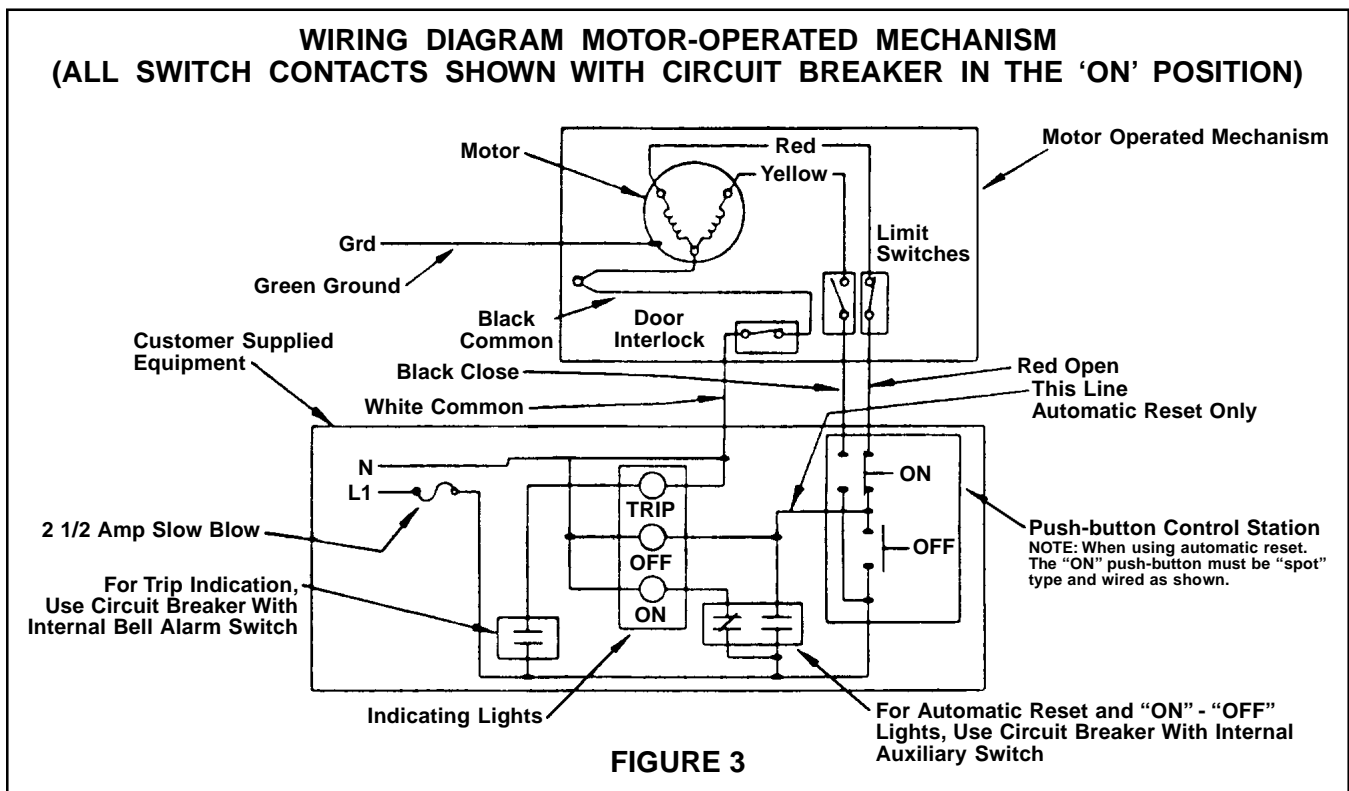 WIRING DIAGRAM MOTOR-OPERATED MECHANISM
(ALL SWITCH CONTACTS SHOWN WITH CIRCUIT BREAKER IN THE ‘ON’ POSITION)
Motor
Red
Yellow
Motor Operated Mechanism
Grd
Green Ground
Limit
Switches
Black
Common
Door
Interlock
Customer Supplied
Equipment
Black Close
White Common
Red Open
This Line
Automatic Reset Only
N
L1
TRIP
OFF
ON
ON
OFF
2 1/2 Amp Slow Blow
Push-button Control Station
NOTE: When using automatic reset.
The “ON” push-button must be “spot”
type and wired as shown.
For Trip Indication,
Use Circuit Breaker With
Internal Bell Alarm Switch
Indicating Lights
For Automatic Reset and “ON” - “OFF”
Lights, Use Circuit Breaker With Internal
Auxiliary Switch
FIGURE 3